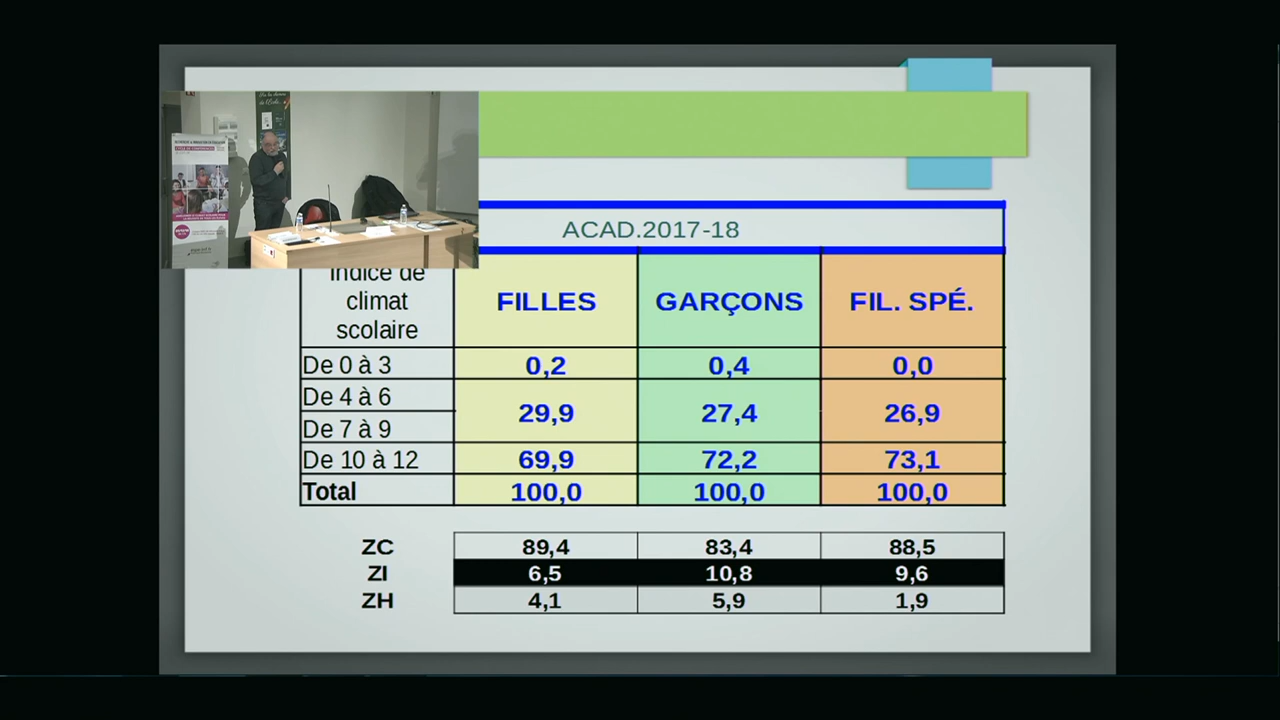 ACAD.2017-18
Indice de climat scolaire FILLES GARÇONS FIL. SPÉ.
De 0 à 3 0,2 0,4 0,0
De 4 à 6
29,9 27,4 26,9
De 7 à 9
De 10 à 12 69,9 72,2 73,1
Total 100,0 100,0 100,0
ZC 89,4 83,4 88,5
ZI 6,5 10,8 9,6
ZH 4,1 5,9 1,9